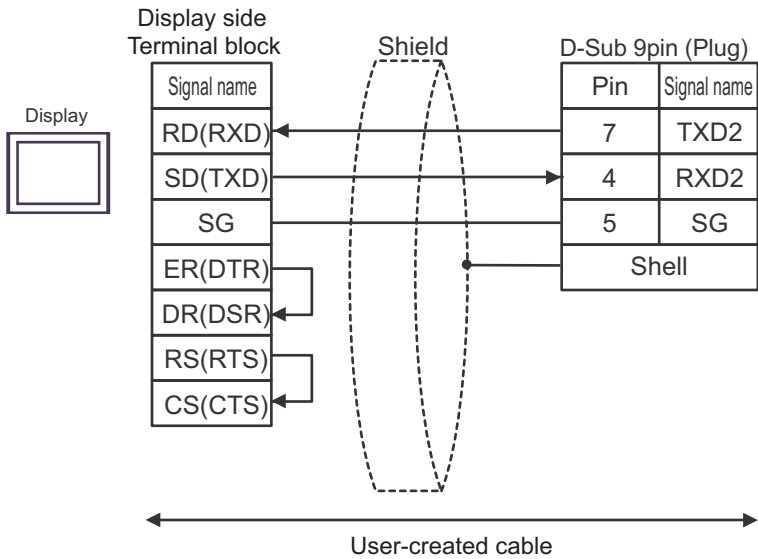 Display side
Terminal block
Shield
D-Sub 9pin (Plug)
Display
Signal name
Pin Signal name
RD(RXD) 7 TXD2
SD(TXD) 4 RXD2
SG 5 SG
ER(DTR) Shell
DR(DSR)
RS(RTS)
CS(CTS)
User-created cable